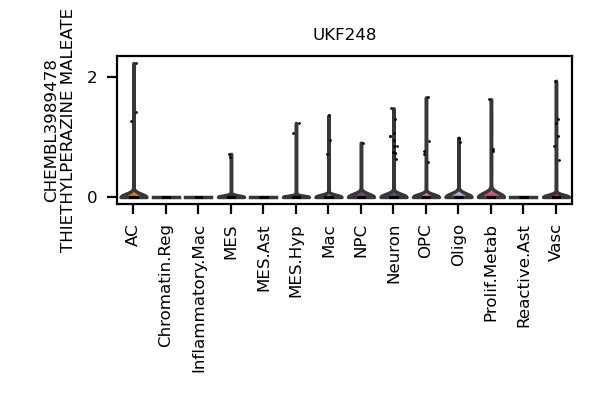 UKF248
CHEMBL3989478
THIETHYLPERAZINE MALEATE
2
0
AC
Chromatin.Reg
Inflammatory.Mac
MES
MES.Ast
MES.Hyp
Mac
NPC
Neuron
OPC
Oligo
Prolif.Metab
Reactive.Ast
Vasc